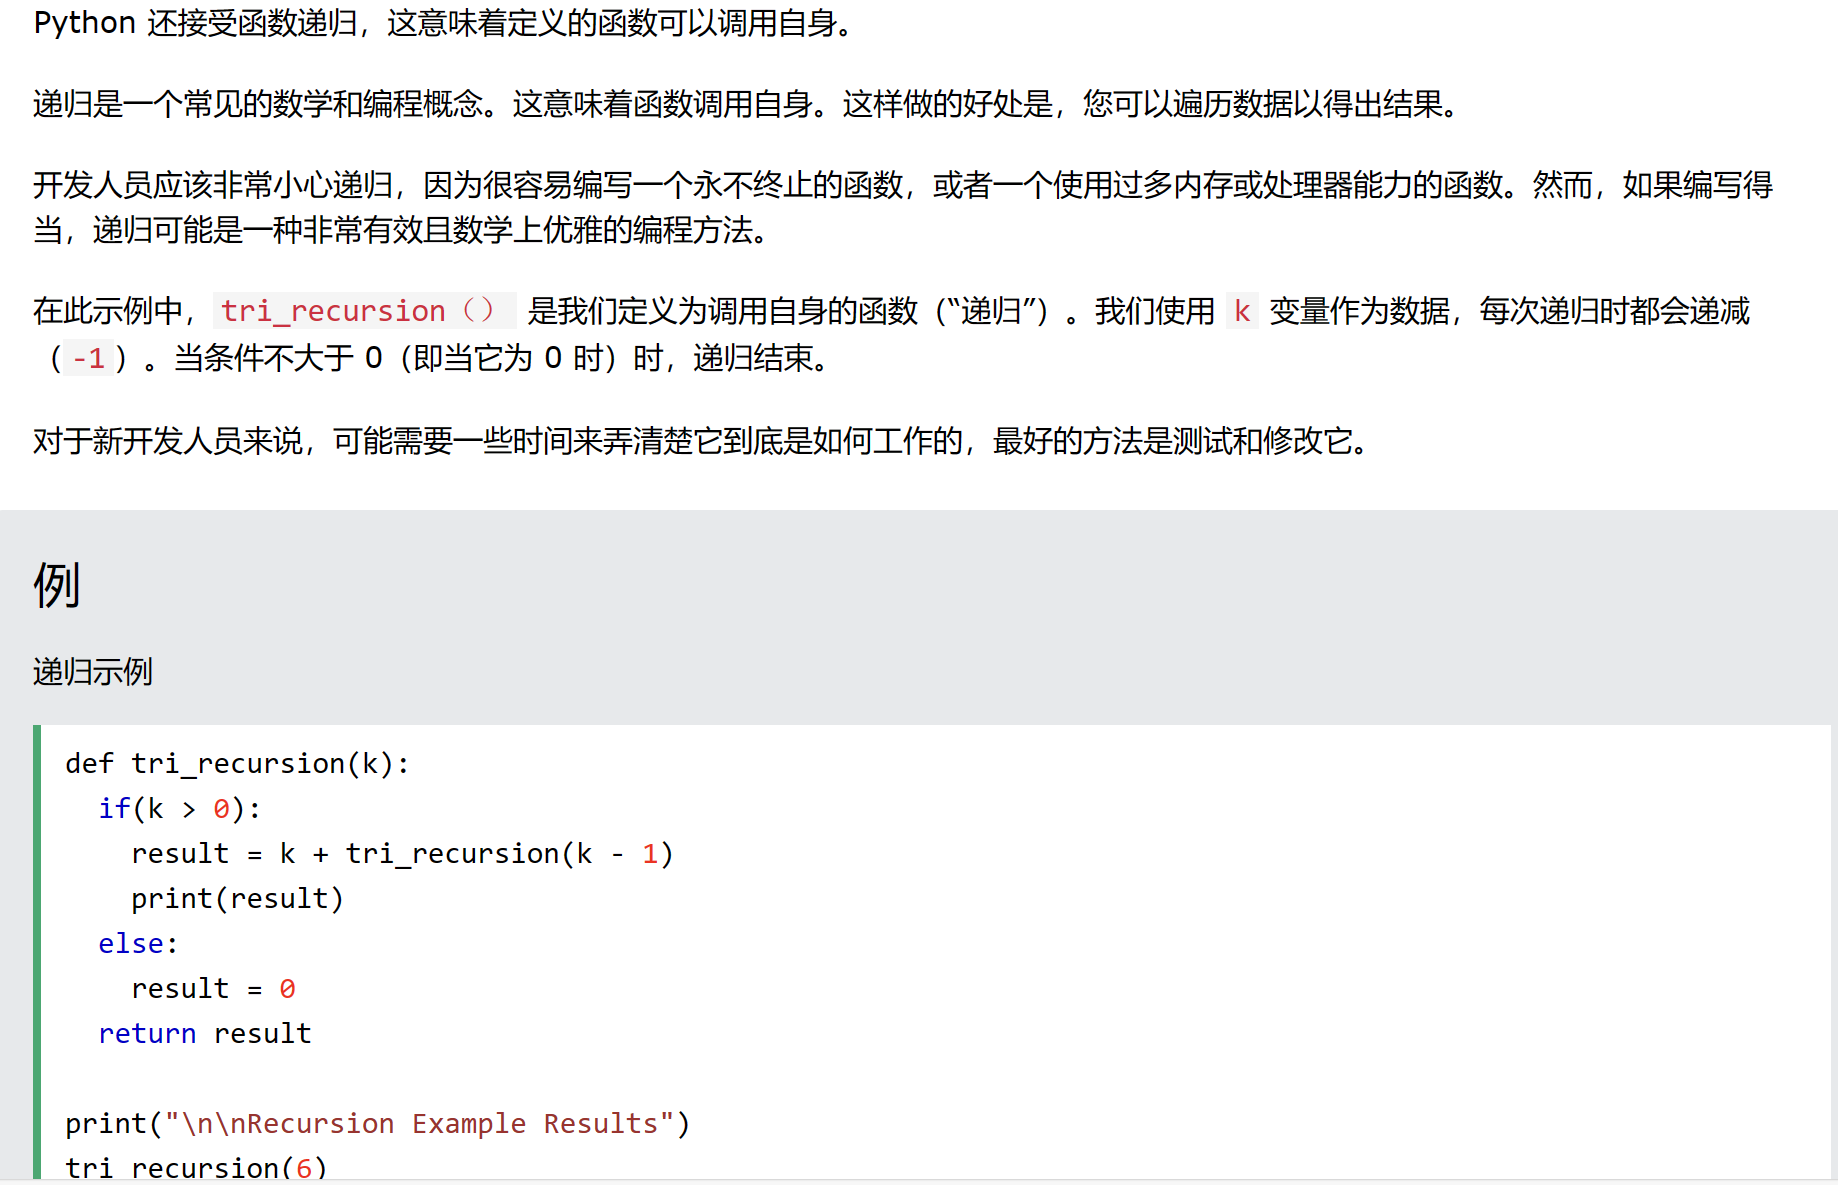 Python 还接受函数递归，这意味着定义的函数可以调用自身。
递归是一个常见的数学和编程概念。这意味着函数调用自身。这样做的好处是，您可以遍历数据以得出结果。
开发人员应该非常小心递归，因为很容易编写一个永不终止的函数，或者一个使用过多内存或处理器能力的函数。然而，如果编写得
当，递归可能是一种非常有效且数学上优雅的编程方法。
在此示例中，tri_recursion（） 是我们定义为调用自身的函数（“递归”）。我们使用 k 变量作为数据，每次递归时都会递减
（-1）。当条件不大于 0（即当它为 0 时）时，递归结束。
对于新开发人员来说，可能需要一些时间来弄清楚它到底是如何工作的，最好的方法是测试和修改它。
例
递归示例
def tri_recursion(k):
  if(k > 0):
    result = k + tri_recursion(k - 1)
    print(result)
  else:
    result = 0
  return result
print("\n\nRecursion Example Results")
tri_recursion(6)